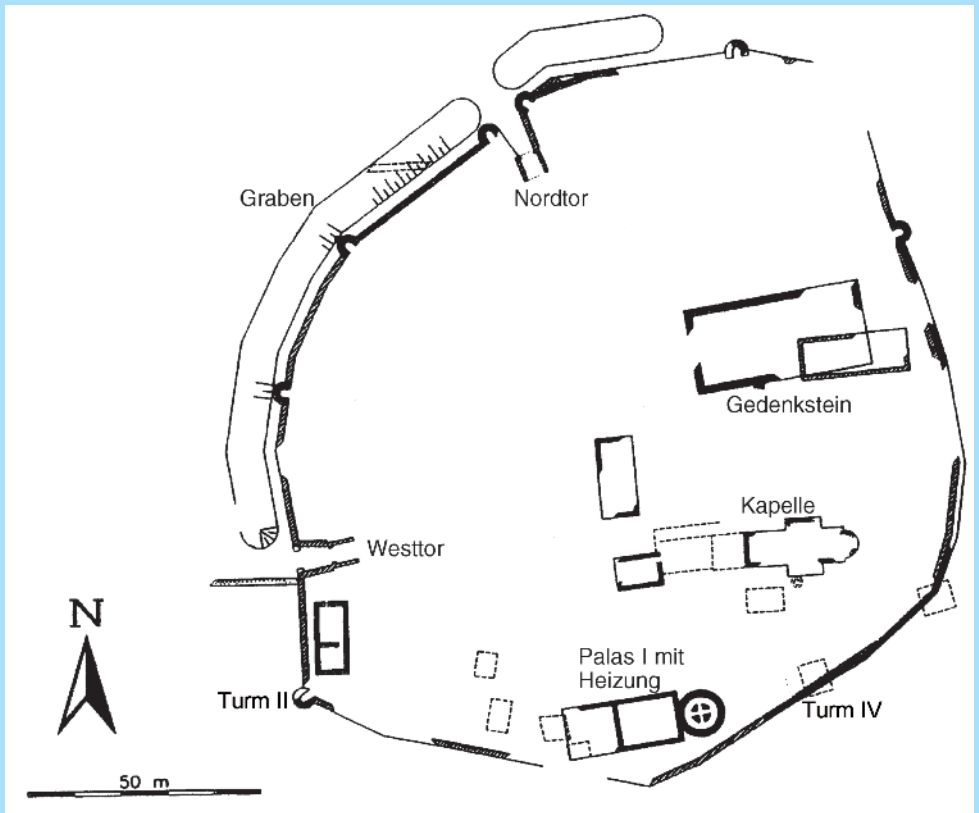 Graben
Nordtor
Gedenkstein
Kapelle
Westtor
N
Palas I mit
Heizung
Turm II
Turm IV
50 m